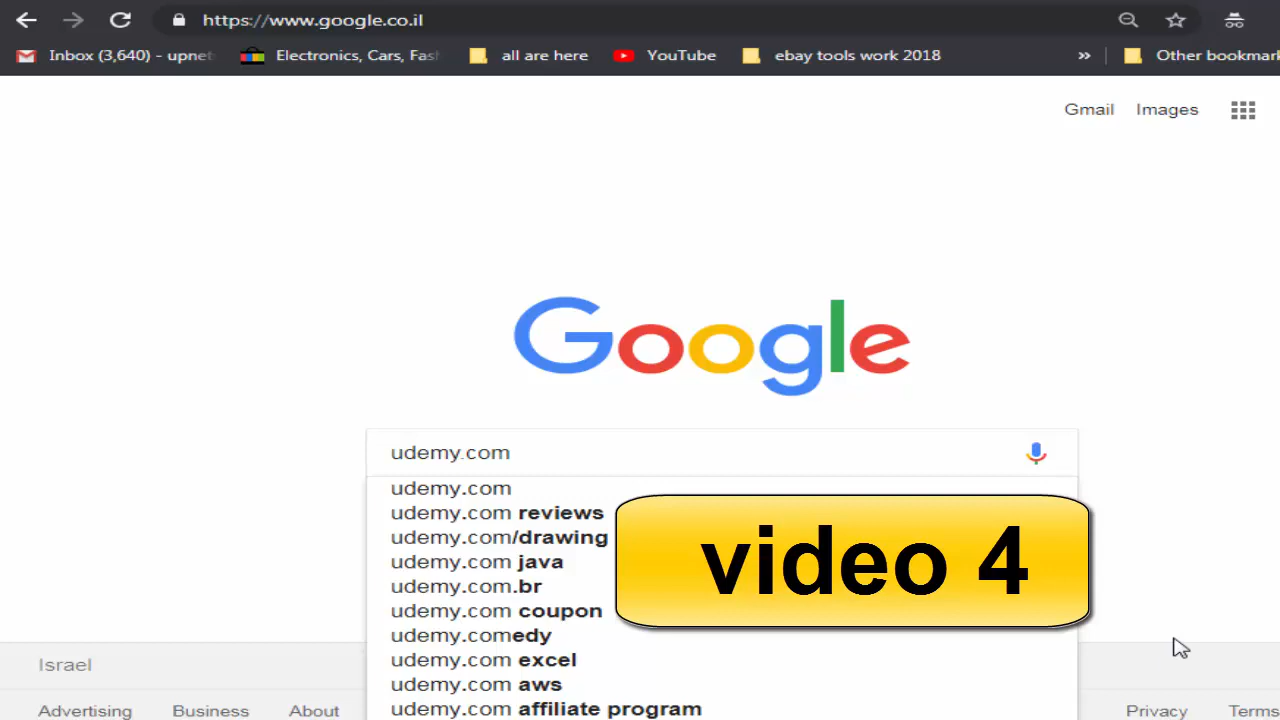 https://www.google.co.il
Inbox (3,640) - upnet
Electronics, Cars, Fash
all are here
YouTube
ebay tools work 2018
»
Other bookmark
Gmail Images
Google
udemy.com
udemy.com
udemy.com reviews
udemy.com/drawing
udemy.com java
udemy.com.br
udemy.com coupon
udemy.comedy
udemy.com excel
udemy.com aws
udemy.com affiliate program
video 4
Israel
Advertising Business About
Privacy Terms